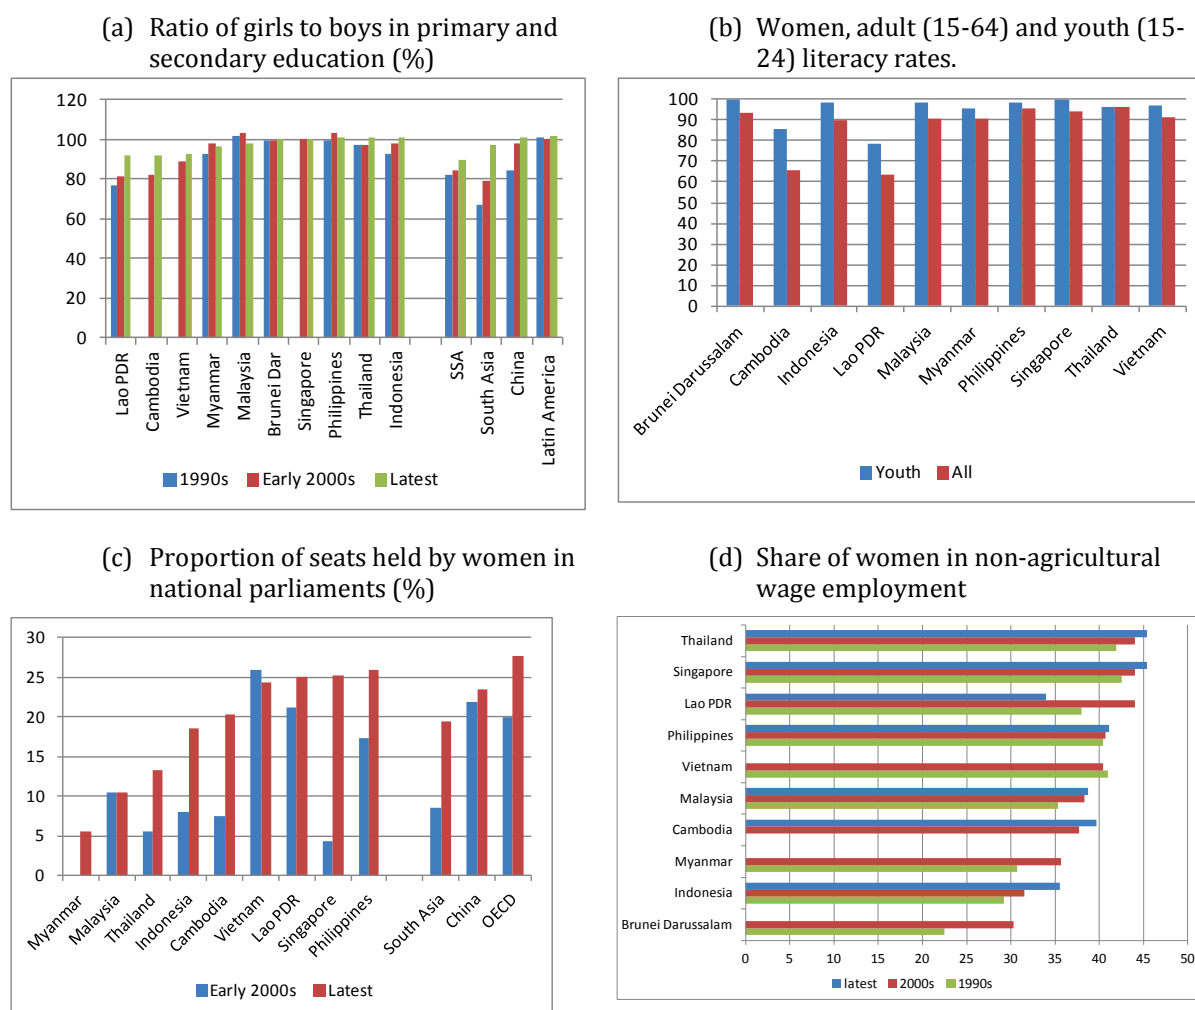 (a) Ratio of girls to boys in primary and
secondary education (%)
120
100
80
60
40
20
0
Lao PDR
Cambodia
Vietnam
Myanmar
Malaysia
Brunei Dar
Singapore
Philippines
Thailand
Indonesia
SSA
South Asia
China
Latin America
1990s Early 2000s Latest
(b) Women, adult (15-64) and youth (15-
24) literacy rates.
100
90
80
70
60
50
40
30
20
10
0
Brunei Darussalam
Cambodia
Indonesia
Lao PDR
Malaysia
Myanmar
Philippines
Singapore
Thailand
Vietnam
Youth All
(c) Proportion of seats held by women in
national parliaments (%)
30
25
20
15
10
5
0
Myanmar
Malaysia
Thailand
Indonesia
Cambodia
Vietnam
Lao PDR
Singapore
Philippines
South Asia
China
OECD
Early 2000s Latest
(d) Share of women in non-agricultural
wage employment
Thailand
Singapore
Lao PDR
Philippines
Vietnam
Malaysia
Cambodia
Myanmar
Indonesia
Brunei Darussalam
0 5 10 15 20 25 30 35 40 45 50
latest 2000s 1990s